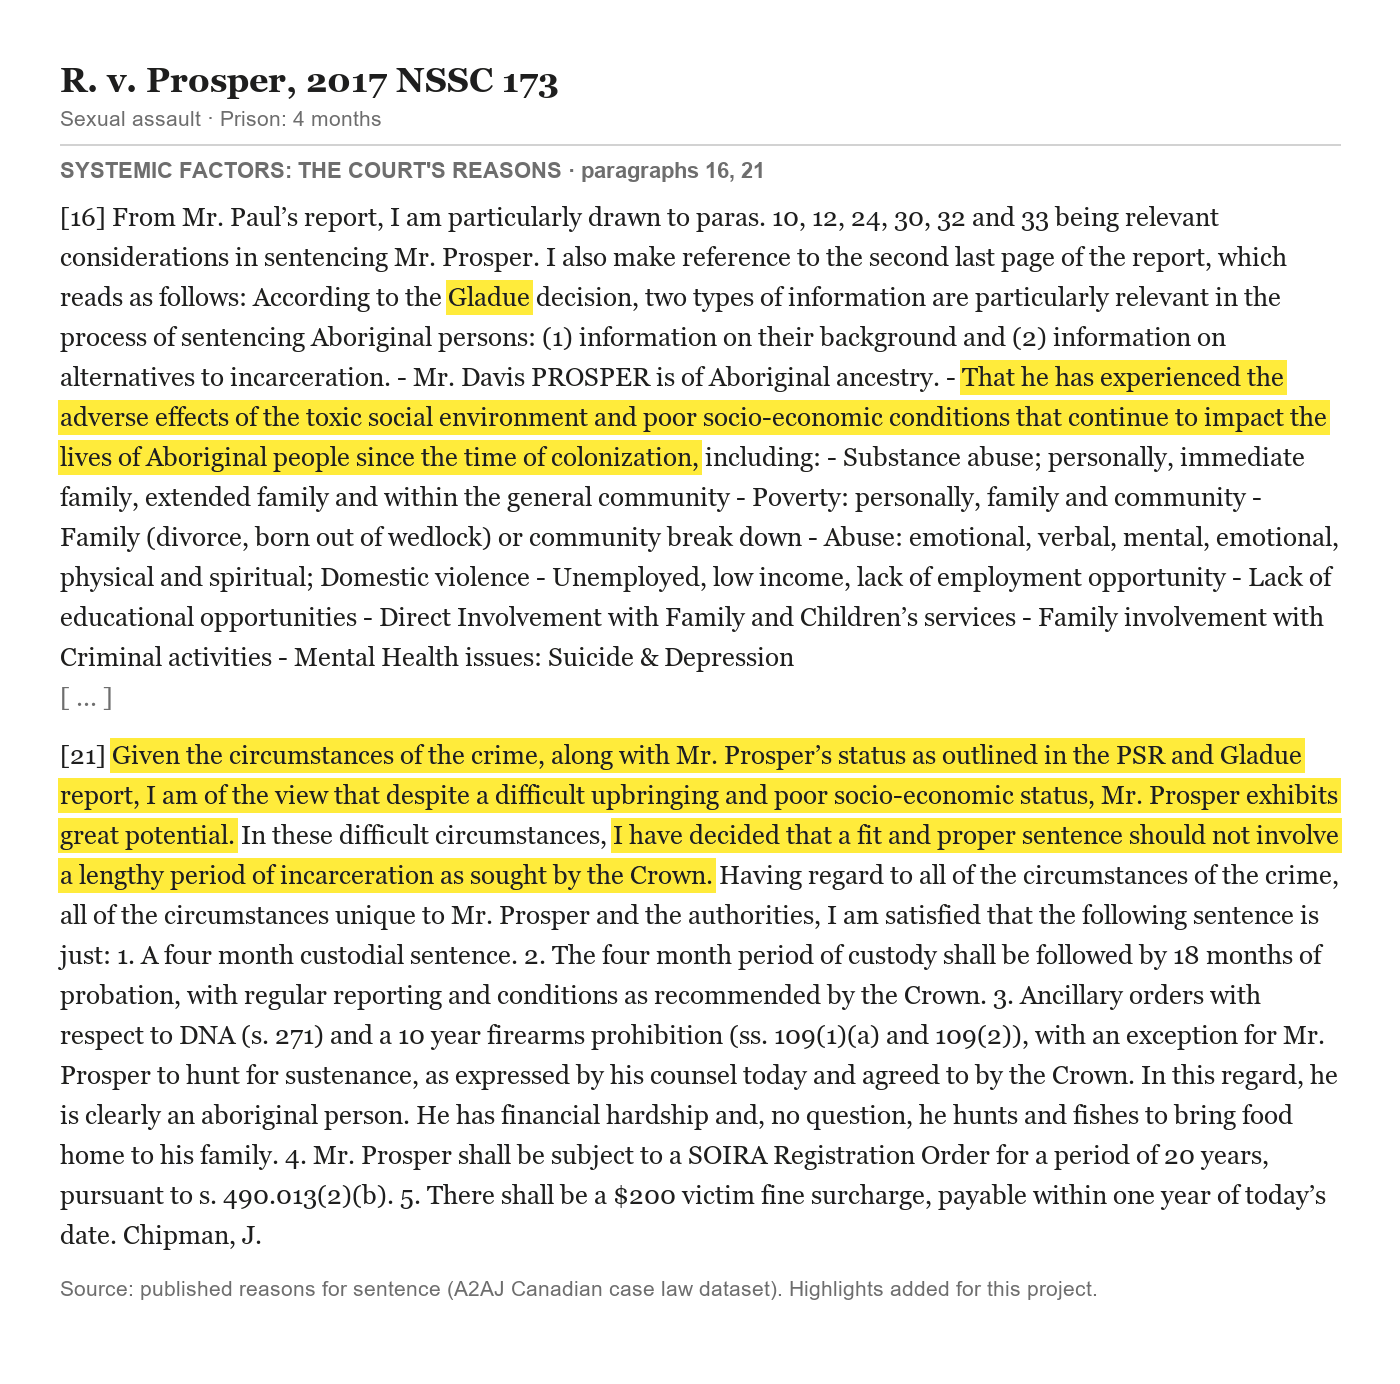 R. v. Prosper, 2017 NSSC 173
Sexual assault · Prison: 4 months
SYSTEMIC FACTORS: THE COURT'S REASONS · paragraphs 16, 21
[16] From Mr. Paul’s report, I am particularly drawn to paras. 10, 12, 24, 30, 32 and 33 being relevant
considerations in sentencing Mr. Prosper. I also make reference to the second last page of the report, which
reads as follows: According to the Gladue decision, two types of information are particularly relevant in the
process of sentencing Aboriginal persons: (1) information on their background and (2) information on
alternatives to incarceration. - Mr. Davis PROSPER is of Aboriginal ancestry. - That he has experienced the
adverse effects of the toxic social environment and poor socio-economic conditions that continue to impact the
lives of Aboriginal people since the time of colonization, including: - Substance abuse; personally, immediate
family, extended family and within the general community - Poverty: personally, family and community -
Family (divorce, born out of wedlock) or community break down - Abuse: emotional, verbal, mental, emotional,
physical and spiritual; Domestic violence - Unemployed, low income, lack of employment opportunity - Lack of
educational opportunities - Direct Involvement with Family and Children’s services - Family involvement with
Criminal activities - Mental Health issues: Suicide & Depression
[ ... ]
[21] Given the circumstances of the crime, along with Mr. Prosper’s status as outlined in the PSR and Gladue
report, I am of the view that despite a difficult upbringing and poor socio-economic status, Mr. Prosper exhibits
great potential. In these difficult circumstances, I have decided that a fit and proper sentence should not involve
a lengthy period of incarceration as sought by the Crown. Having regard to all of the circumstances of the crime,
all of the circumstances unique to Mr. Prosper and the authorities, I am satisfied that the following sentence is
just: 1. A four month custodial sentence. 2. The four month period of custody shall be followed by 18 months of
probation, with regular reporting and conditions as recommended by the Crown. 3. Ancillary orders with
respect to DNA (s. 271) and a 10 year firearms prohibition (ss. 109(1)(a) and 109(2)), with an exception for Mr.
Prosper to hunt for sustenance, as expressed by his counsel today and agreed to by the Crown. In this regard, he
is clearly an aboriginal person. He has financial hardship and, no question, he hunts and fishes to bring food
home to his family. 4. Mr. Prosper shall be subject to a SOIRA Registration Order for a period of 20 years,
pursuant to s. 490.013(2)(b). 5. There shall be a $200 victim fine surcharge, payable within one year of today’s
date. Chipman, J.
Source: published reasons for sentence (A2AJ Canadian case law dataset). Highlights added for this project.